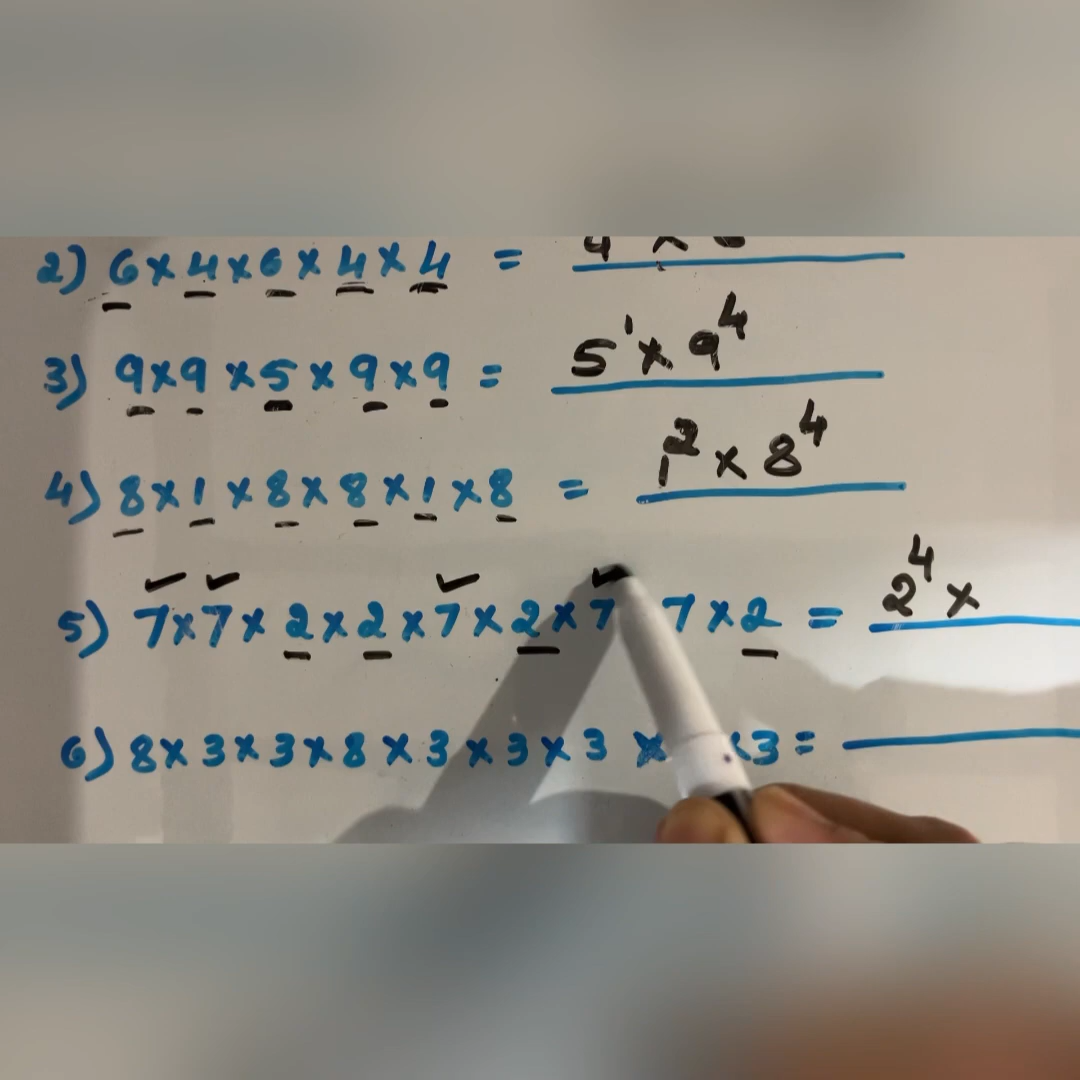 2) 6 × 4 × 6 × 4 × 4 =
3) 9 × 9 × 5 × 9 × 9 = 5¹ × 9⁴
4) 8 × 1 × 8 × 8 × 1 × 8 = 1² × 8⁴
5) 7 × 7 × 2 × 2 × 7 × 2 × 7 7 × 2 = 2⁴ ×
6) 8 × 3 × 3 × 8 × 3 × 3 × 3 × × 3 =